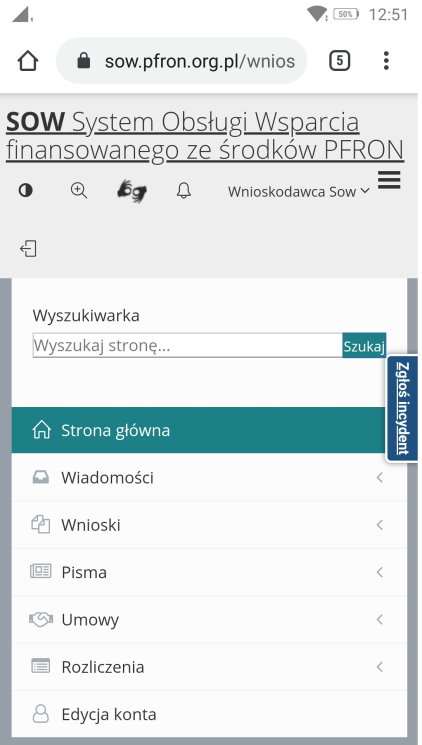 50%
12:51
sow.pfron.org.pl/wnios
5
SOW System Obsługi Wsparcia
finansowanego ze środków PFRON
Wnioskodawca Sow
Wyszukiwarka
Wyszukaj stronę...
Szukaj
Zgłoś incydent
Strona główna
Wiadomości
Wnioski
Pisma
Umowy
Rozliczenia
Edycja konta